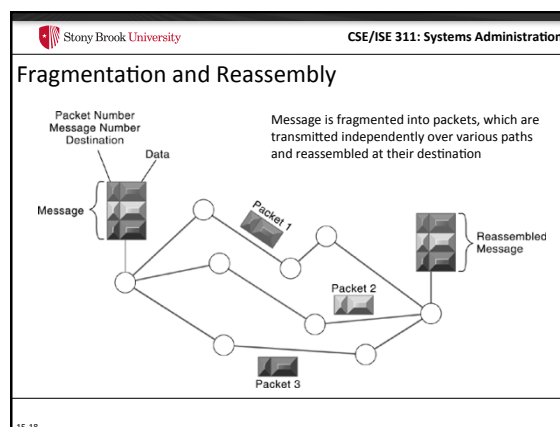 Stony Brook University
CSE/ISE 311: Systems Administration
Fragmentation and Reassembly
Packet Number
Message Number
Destination
Data
Message is fragmented into packets, which are
transmitted independently over various paths
and reassembled at their destination
Message
Packet 1
Reassembled
Message
Packet 2
Packet 3
15-18